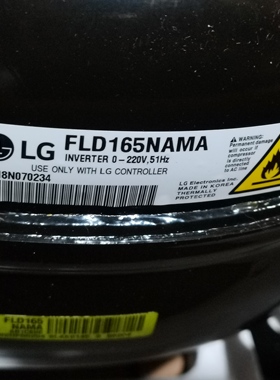 LG FLD165NAMA
INVERTER 0-220V,51Hz
USE ONLY WITH LG CONTROLLER
8N070234
WARNING
Permanent damage
will occur if
compressor
is directly
connected
to AC line
LG Electronics Inc.
MADE IN KOREA
THERMALLY
PROTECTED
FLD165
NAMA